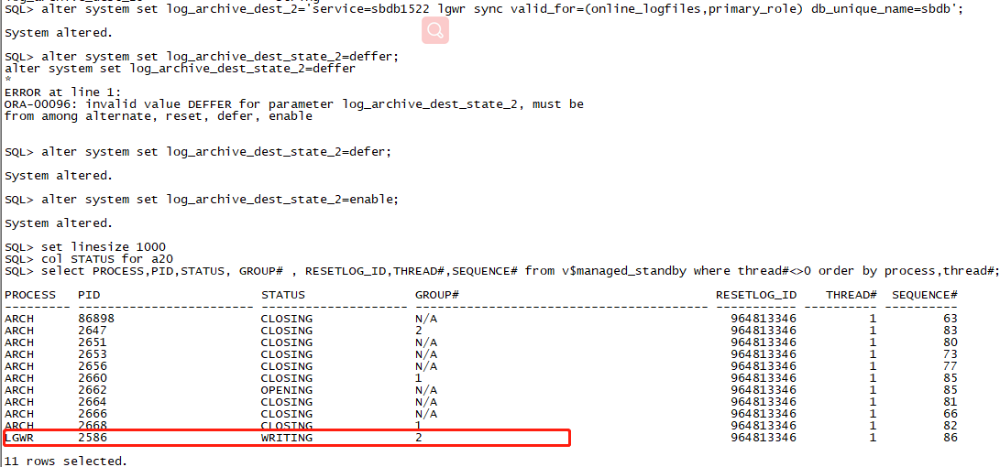 SQL> alter system set log_archive_dest_2='service=sbdb1522 lgwr sync valid_for=(online_logfiles,primary_role) db_unique_name=sbdb';
System altered.
SQL> alter system set log_archive_dest_state_2=deffer;
alter system set log_archive_dest_state_2=deffer
*
ERROR at line 1:
ORA-00096: invalid value DEFFER for parameter log_archive_dest_state_2, must be
from among alternate, reset, defer, enable
SQL> alter system set log_archive_dest_state_2=defer;
System altered.
SQL> alter system set log_archive_dest_state_2=enable;
System altered.
SQL> set linesize 1000
SQL> col STATUS for a20
SQL> select PROCESS,PID,STATUS, GROUP# , RESETLOG_ID,THREAD#,SEQUENCE# from v$managed_standby where thread#<>0 order by process,thread#;
PROCESS PID STATUS GROUP# RESETLOG_ID THREAD# SEQUENCE#
ARCH 86898 CLOSING N/A 964813346 1 63
ARCH 2647 CLOSING 2 964813346 1 83
ARCH 2651 CLOSING N/A 964813346 1 80
ARCH 2653 CLOSING N/A 964813346 1 73
ARCH 2656 CLOSING N/A 964813346 1 77
ARCH 2660 CLOSING 1 964813346 1 85
ARCH 2662 OPENING N/A 964813346 1 85
ARCH 2664 CLOSING N/A 964813346 1 81
ARCH 2666 CLOSING N/A 964813346 1 66
ARCH 2668 CLOSING 1 964813346 1 82
LGWR 2586 WRITING 2 964813346 1 86
11 rows selected.